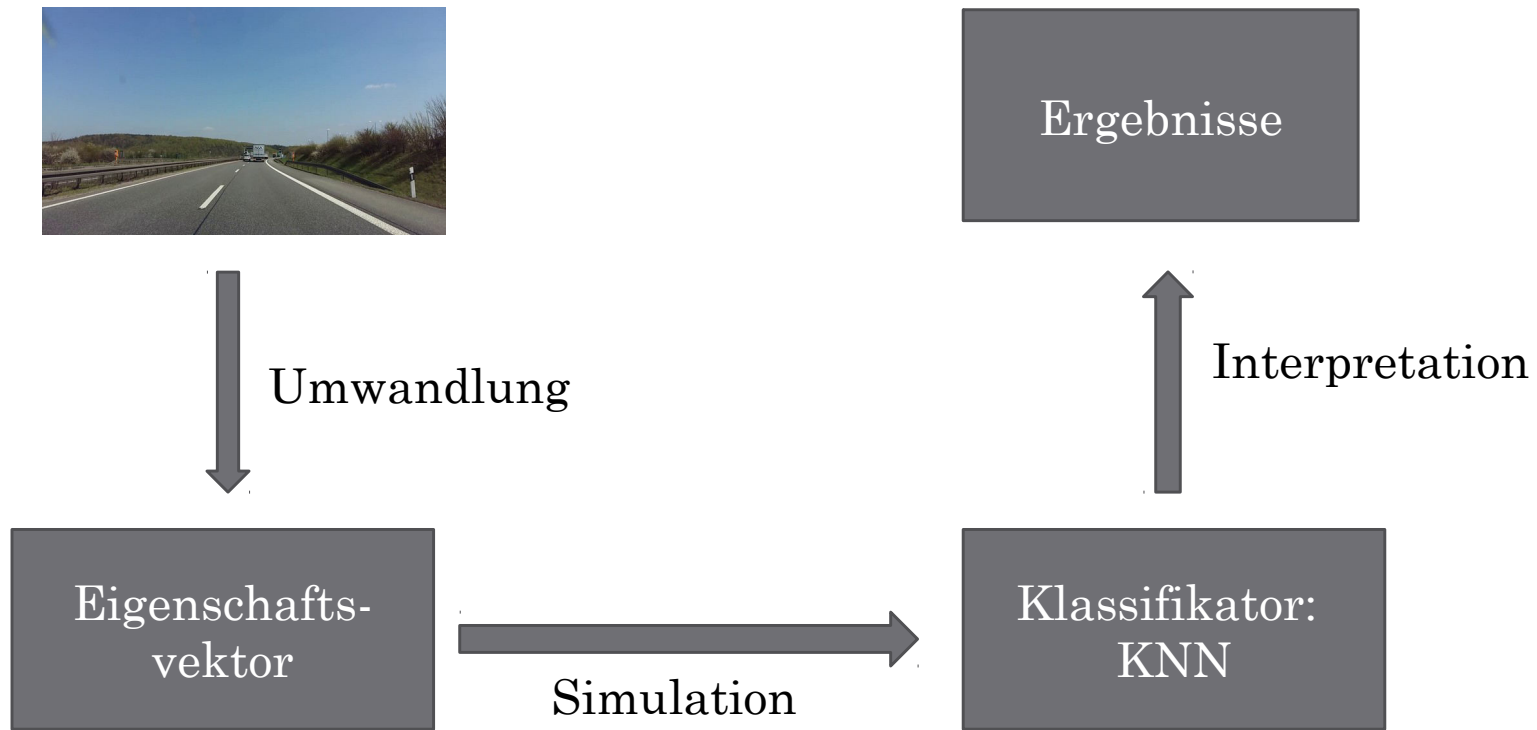 Umwandlung
Eigenschafts-
vektor
Simulation
Klassifikator:
KNN
Interpretation
Ergebnisse